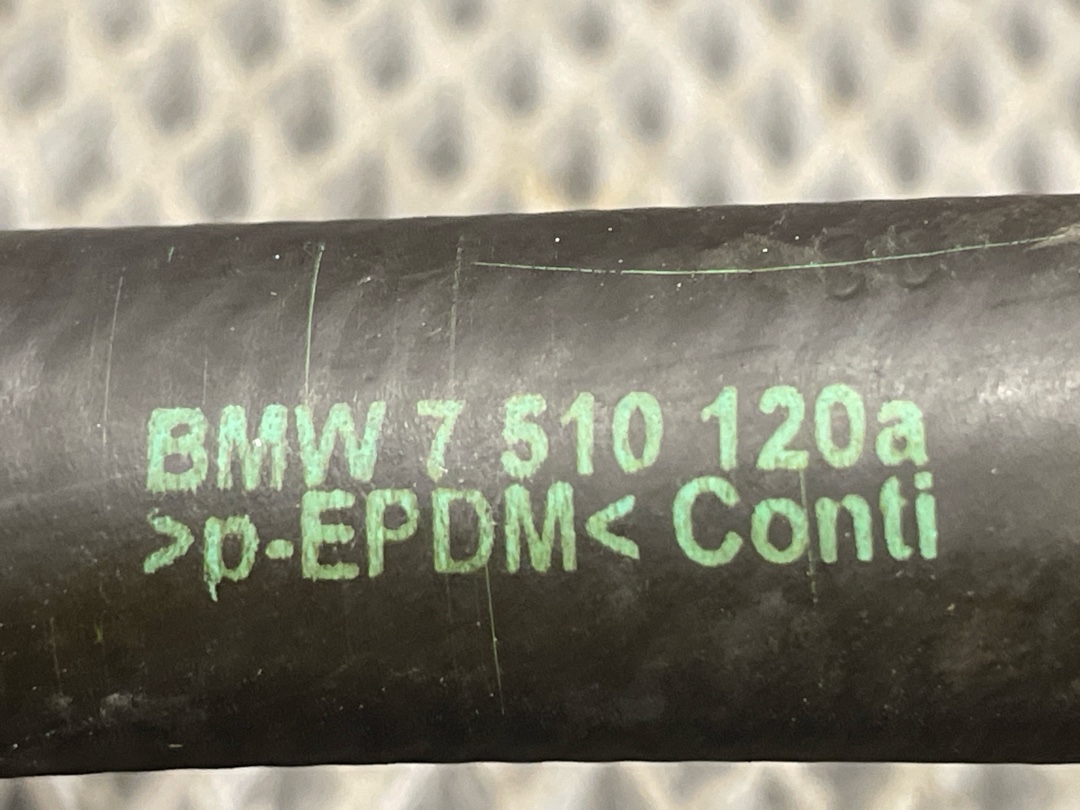 BMW 7 510 120a
>p-EPDM< Conti